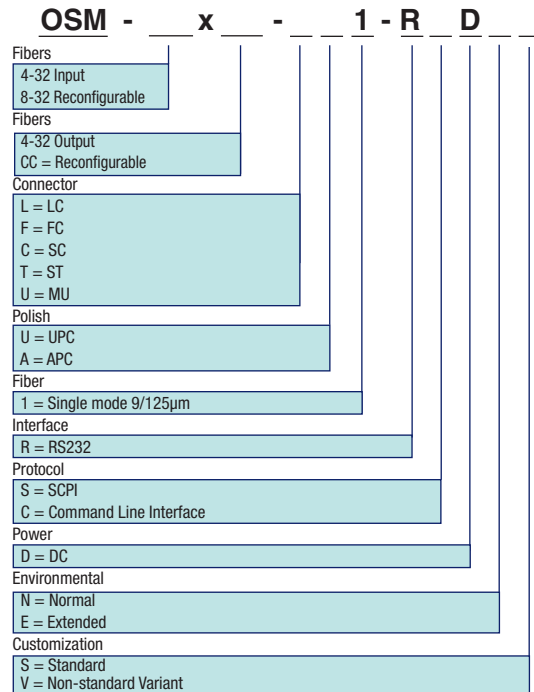 OSM - ___ x ___ - _ _ 1 - R _ D _ _
Fibers
4-32 Input
8-32 Reconfigurable
Fibers
4-32 Output
CC = Reconfigurable
Connector
L = LC
F = FC
C = SC
T = ST
U = MU
Polish
U = UPC
A = APC
Fiber
1 = Single mode 9/125µm
Interface
R = RS232
Protocol
S = SCPI
C = Command Line Interface
Power
D = DC
Environmental
N = Normal
E = Extended
Customization
S = Standard
V = Non-standard Variant